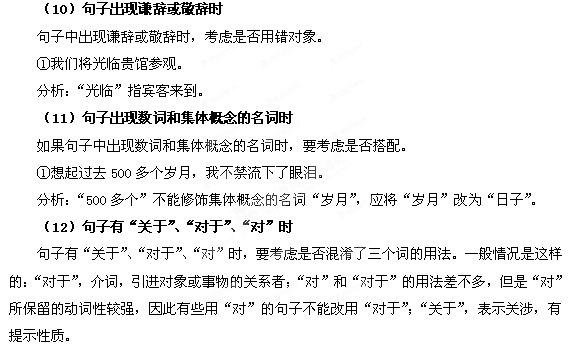 （10）句子出现谦辞或敬辞时
句子中出现谦辞或敬辞时，考虑是否用错对象。
①我们将光临贵馆参观。
分析：“光临”指宾客来到。
（11）句子出现数词和集体概念的名词时
如果句子中出现数词和集体概念的名词时，要考虑是否搭配。
①想起过去 500 多个岁月，我不禁流下了眼泪。
分析：“500 多个”不能修饰集体概念的名词“岁月”，应将“岁月”改为“日子”。
（12）句子有“关于”、“对于”、“对”时
句子有“关于”、“对于”、“对”时，要考虑是否混淆了三个词的用法。一般情况是这样
的：“对于”，介词，引进对象或事物的关系者；“对”和“对于”的用法差不多，但是“对”
所保留的动词性较强，因此有些用“对”的句子不能改用“对于”；“关于”，表示关涉，有
提示性质。